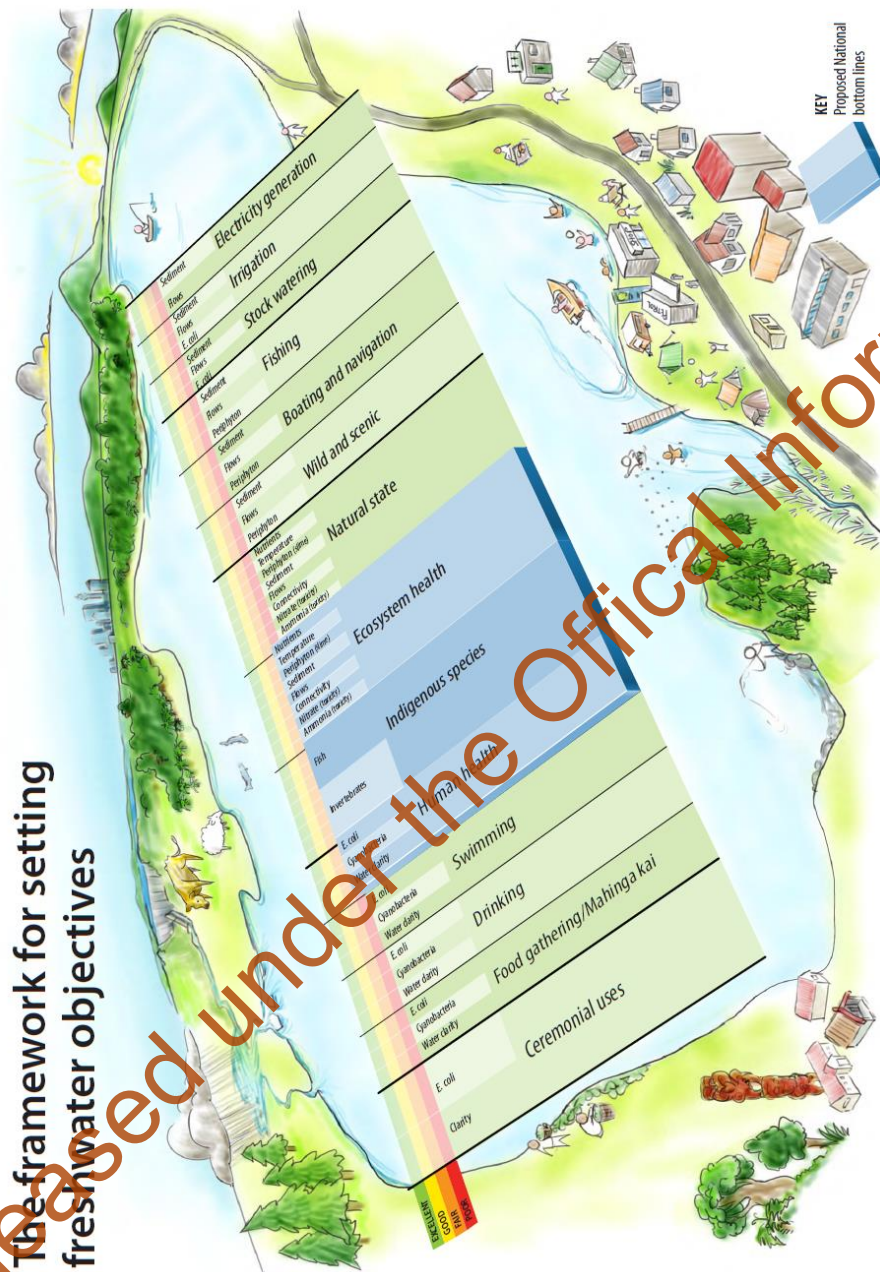 The framework for setting
freshwater objectives
EXCELLENT
GOOD
FAIR
POOR
Clarity
E. coli
Ceremonial uses
Water clarity
Cyanobacteria
E. coli
Food gathering/Mahinga kai
Water clarity
Cyanobacteria
E. coli
Drinking
Water clarity
Cyanobacteria
E. coli
Swimming
Water clarity
Cyanobacteria
E. coli
Human health
Invertebrates
Fish
Indigenous species
Ammonia (toxicity)
Nitrate (toxicity)
Connectivity
Flows
Sediment
Periphyton (slime)
Temperature
Nutrients
Ecosystem health
Ammonia (toxicity)
Nitrate (toxicity)
Connectivity
Flows
Sediment
Periphyton (slime)
Temperature
Nutrients
Natural state
Periphyton
Flows
Sediment
Wild and scenic
Periphyton
Flows
Sediment
Boating and navigation
Periphyton
Flows
Sediment
Fishing
E. coli
Flows
Sediment
Stock watering
E. coli
Flows
Sediment
Irrigation
Flows
Sediment
Electricity generation
KEY
Proposed National
bottom lines
eased under the Offical Infor